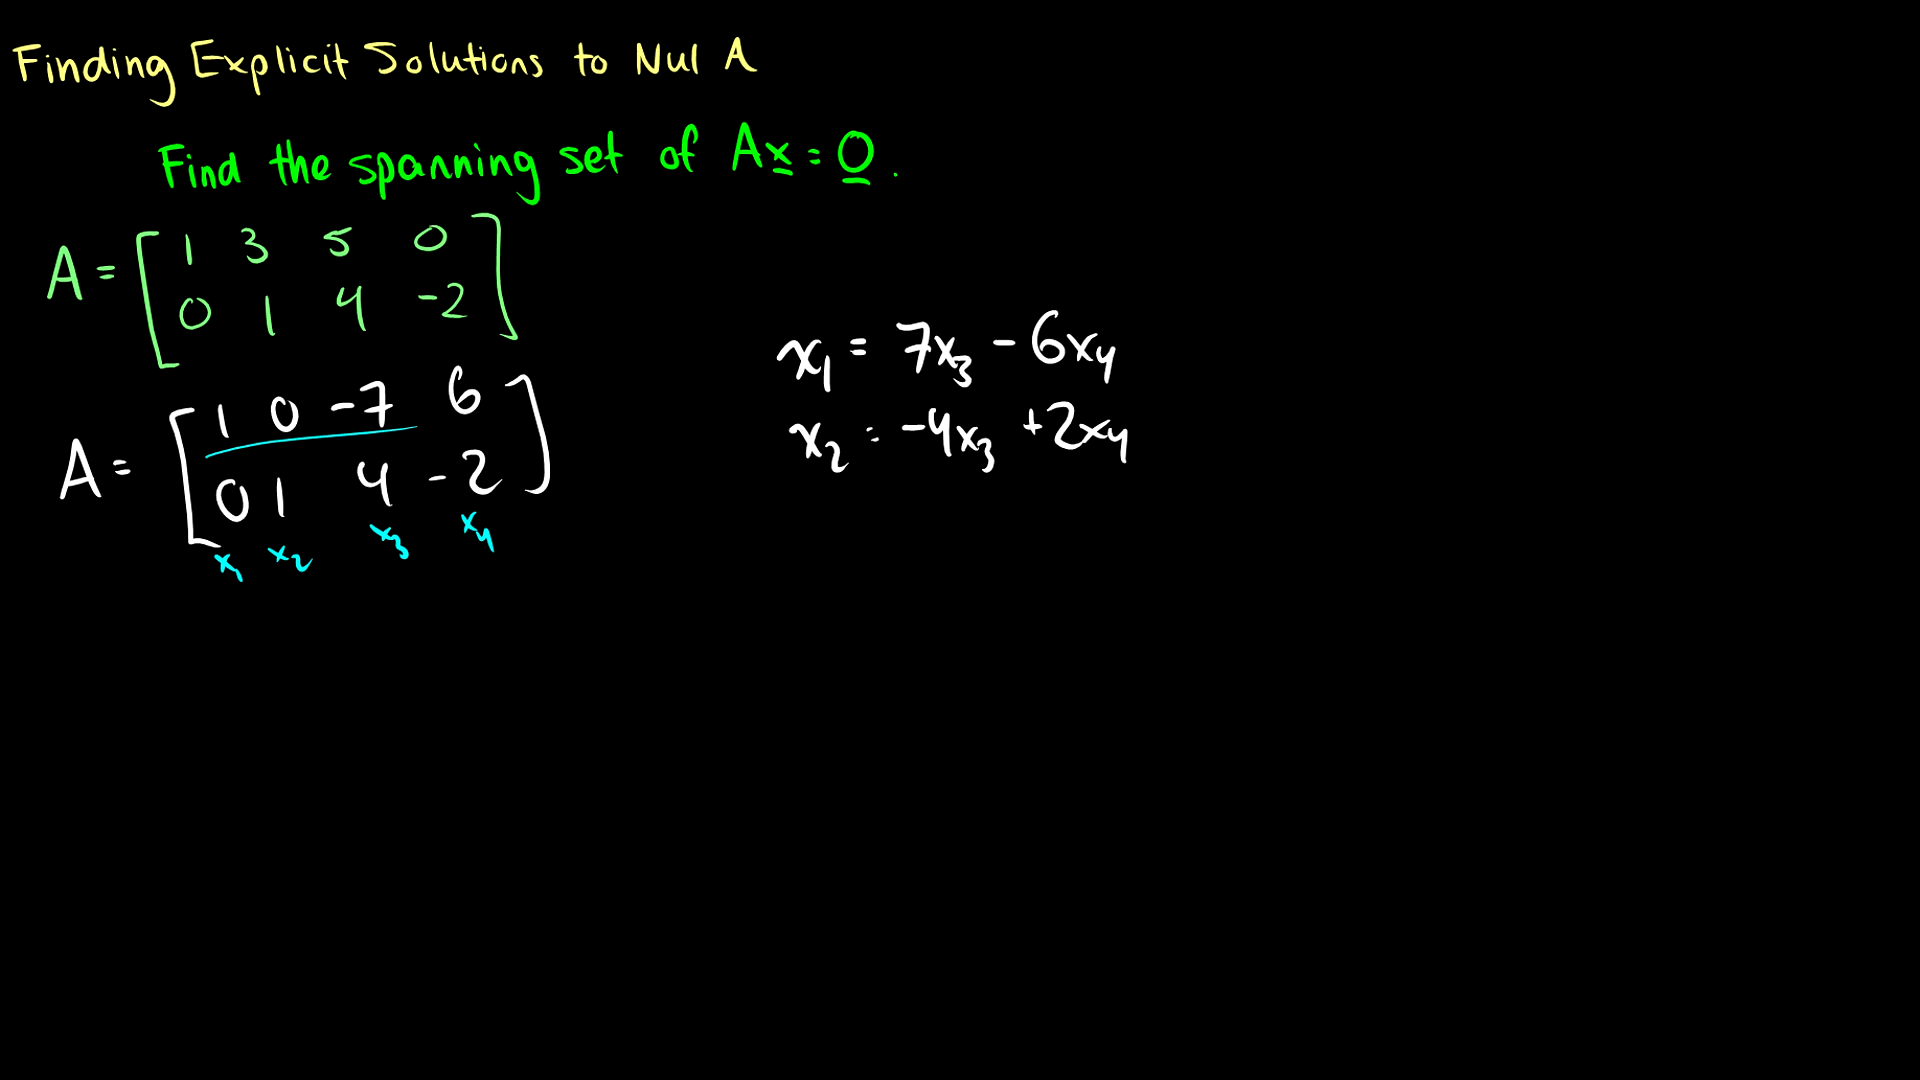 Finding Explicit Solutions to Nul A
Find the spanning set of Ax = 0.
A = [1 3 5 0
0 1 4 -2]
A = [1 0 -7 6
0 1 4 -2]
x1 x2 x3 x4
x1 = 7x3 - 6x4
x2 = -4x3 + 2x4